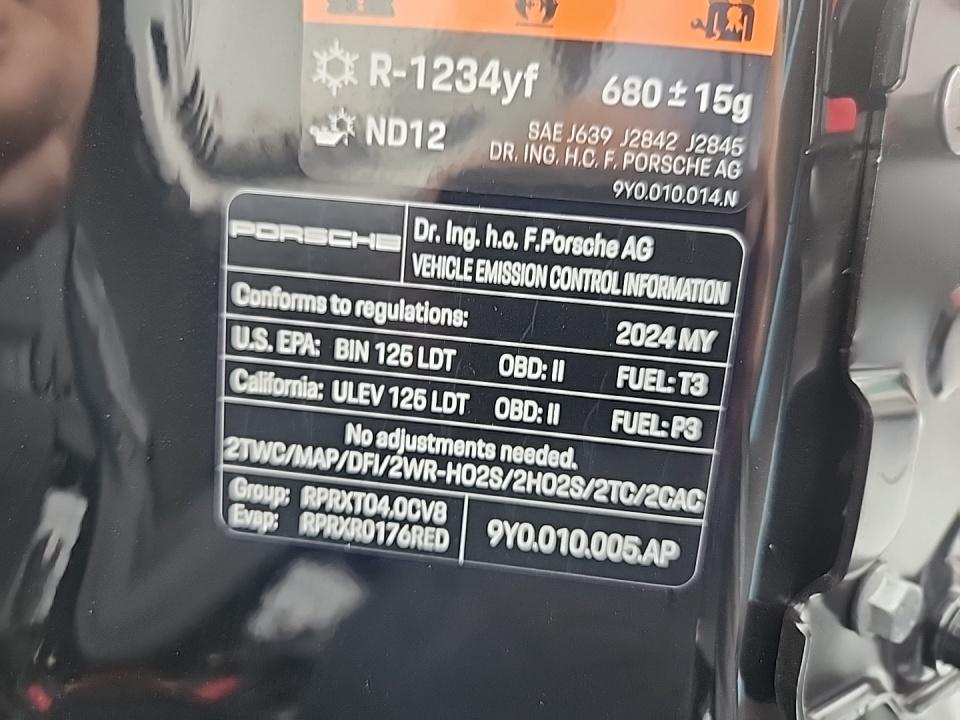 R-1234yf 680 ± 15g
ND12 SAE J639 J2842 J2845
DR. ING. H.C. F. PORSCHE AG
9Y0.010.014.N
PORSCHE Dr. Ing. h.c. F.Porsche AG
VEHICLE EMISSION CONTROL INFORMATION
Conforms to regulations: 2024 MY
U.S. EPA: BIN 125 LDT OBD: II FUEL: T3
California: ULEV 125 LDT OBD: II FUEL: P3
No adjustments needed.
2TWC/MAP/DFI/2WR-HO2S/2HO2S/2TC/2CAC
Group: RPRXT04.0CV8
Evap: RPRXR0176RED
9Y0.010.005.AP